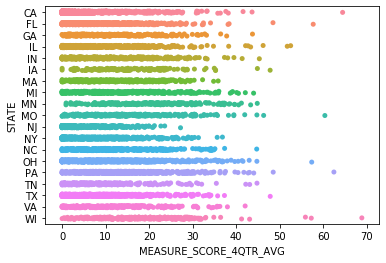 CA
FL
GA
IL
IN
IA
MA
MI
MN
MO
NJ
NY
NC
OH
PA
TN
TX
VA
WI
STATE
0 10 20 30 40 50 60 70
MEASURE_SCORE_4QTR_AVG